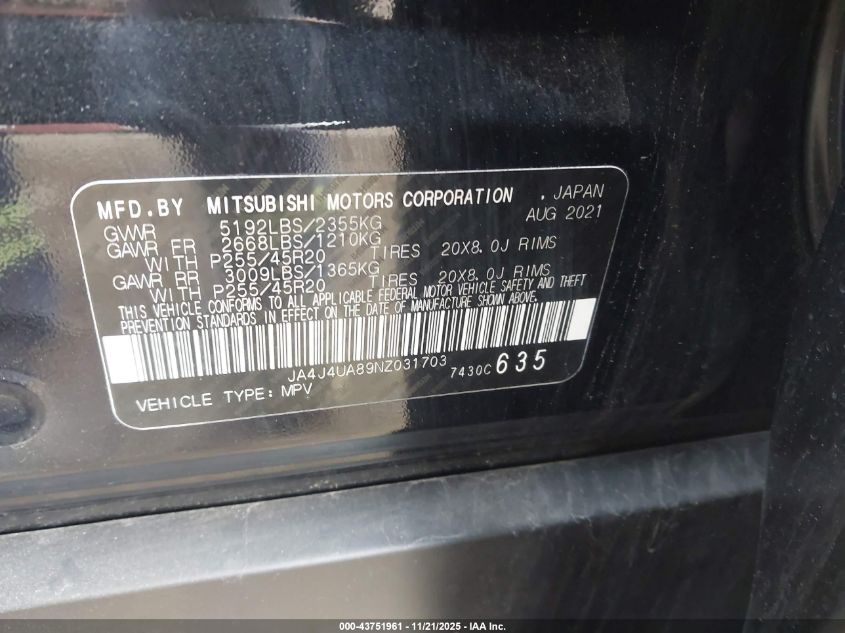 MFD.BY MITSUBISHI MOTORS CORPORATION . JAPAN
AUG 2021
GVWR 5192LBS/2355KG
GAWR FR 2668LBS/1210KG
WITH P255/45R20 TIRES 20X8.0J RIMS
GAWR RR 3009LBS/1365KG
WITH P255/45R20 TIRES 20X8.0J RIMS
THIS VEHICLE CONFORMS TO ALL APPLICABLE FEDERAL MOTOR VEHICLE SAFETY AND THEFT
PREVENTION STANDARDS IN EFFECT ON THE DATE OF MANUFACTURE SHOWN ABOVE.
JA4J4UA89NZ031703 7430C 635
VEHICLE TYPE: MPV
000-43751961 - 11/21/2025 - IAA Inc.